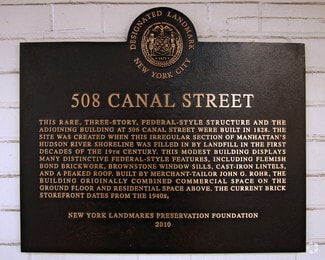 DESIGNATED LANDMARK
NEW YORK CITY
508 CANAL STREET
THIS RARE, THREE-STORY, FEDERAL-STYLE STRUCTURE AND THE
ADJOINING BUILDING AT 506 CANAL STREET WERE BUILT IN 1828. THE
SITE WAS CREATED WHEN THIS IRREGULAR SECTION OF MANHATTAN'S
HUDSON RIVER SHORELINE WAS FILLED IN BY LANDFILL IN THE FIRST
DECADES OF THE 19TH CENTURY. THIS MODEST BUILDING DISPLAYS
MANY DISTINCTIVE FEDERAL-STYLE FEATURES, INCLUDING FLEMISH
BOND BRICKWORK, BROWNSTONE WINDOW SILLS, CAST-IRON LINTELS,
AND A PEAKED ROOF. BUILT BY MERCHANT-TAILOR JOHN G. ROHR, THE
BUILDING ORIGINALLY COMBINED COMMERCIAL SPACE ON THE
GROUND FLOOR AND RESIDENTIAL SPACE ABOVE. THE CURRENT BRICK
STOREFRONT DATES FROM THE 1940S.
NEW YORK LANDMARKS PRESERVATION FOUNDATION
2010